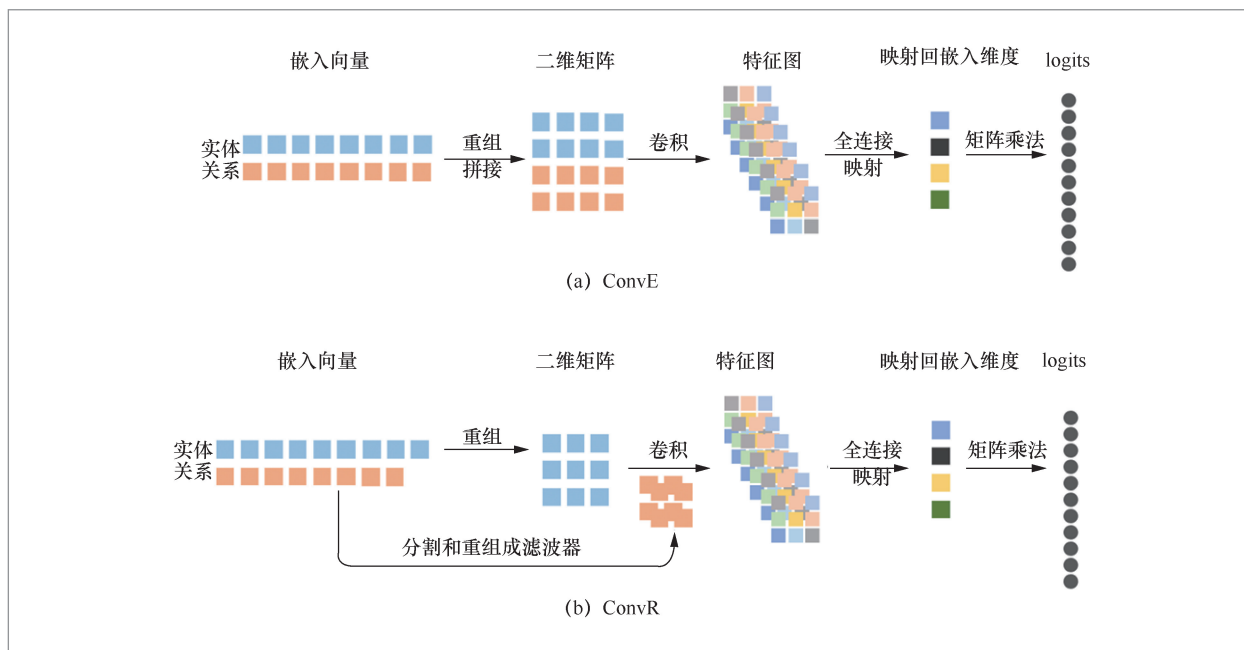 嵌入向量
二维矩阵
特征图
映射回嵌入维度
logits
实体
关系
重组
拼接
卷积
全连接
映射
矩阵乘法
(a) ConvE
嵌入向量
二维矩阵
特征图
映射回嵌入维度
logits
实体
关系
重组
卷积
全连接
映射
矩阵乘法
分割和重组成滤波器
(b) ConvR